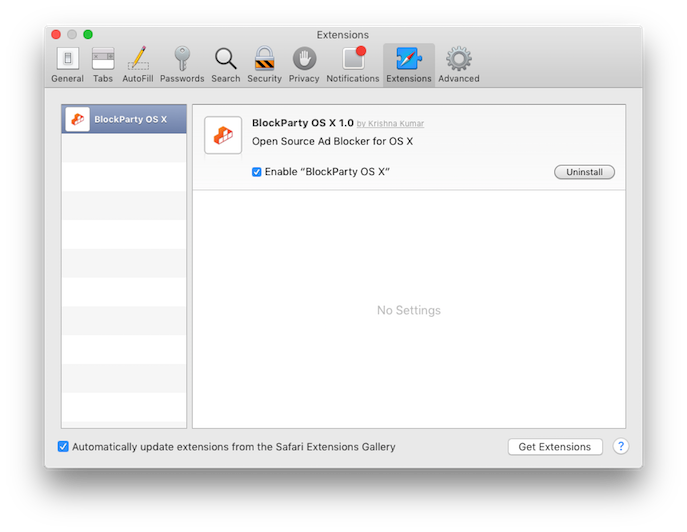 Extensions
General Tabs AutoFill Passwords Search Security Privacy Notifications Extensions Advanced
BlockParty OS X
BlockParty OS X 1.0 by Krishna Kumar
Open Source Ad Blocker for OS X
Enable “BlockParty OS X”
Uninstall
No Settings
Automatically update extensions from the Safari Extensions Gallery
Get Extensions
?